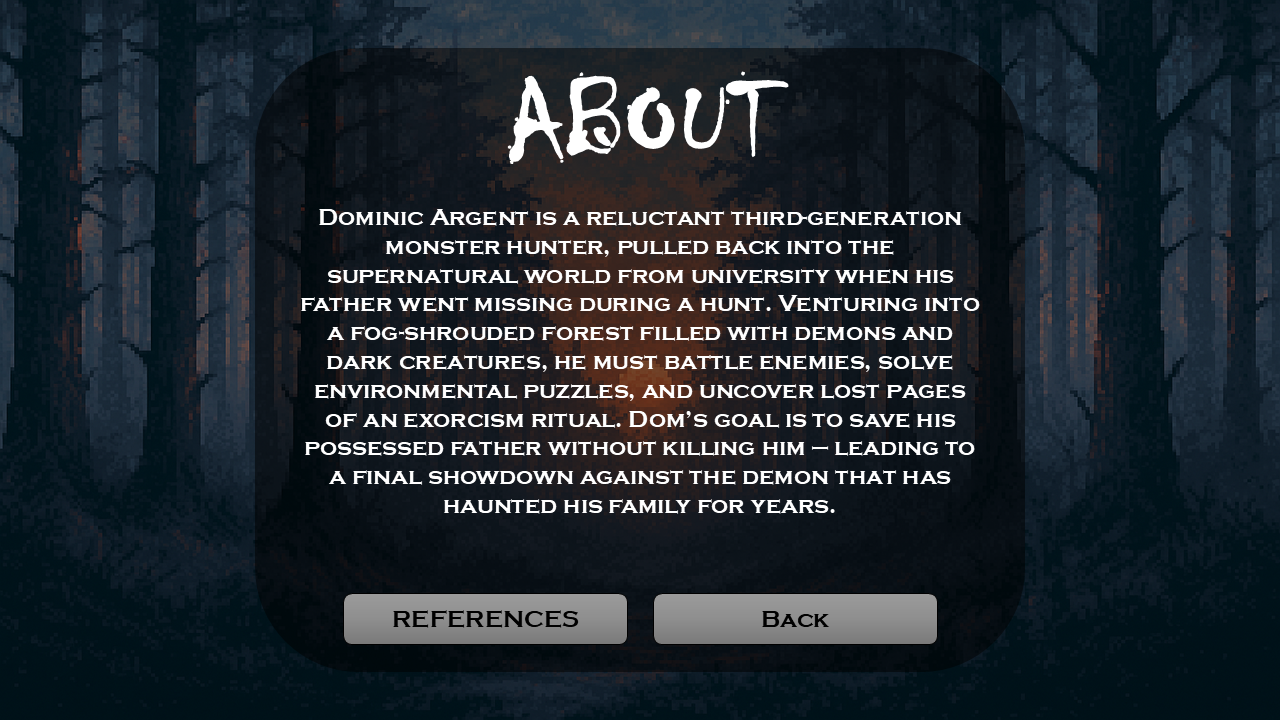 ABOUT
Dominic Argent is a reluctant third-generation
monster hunter, pulled back into the
supernatural world from university when his
father went missing during a hunt. Venturing into
a fog-shrouded forest filled with demons and
dark creatures, he must battle enemies, solve
environmental puzzles, and uncover lost pages
of an exorcism ritual. Dom's goal is to save his
possessed father without killing him — leading to
a final showdown against the demon that has
haunted his family for years.
REFERENCES
Back